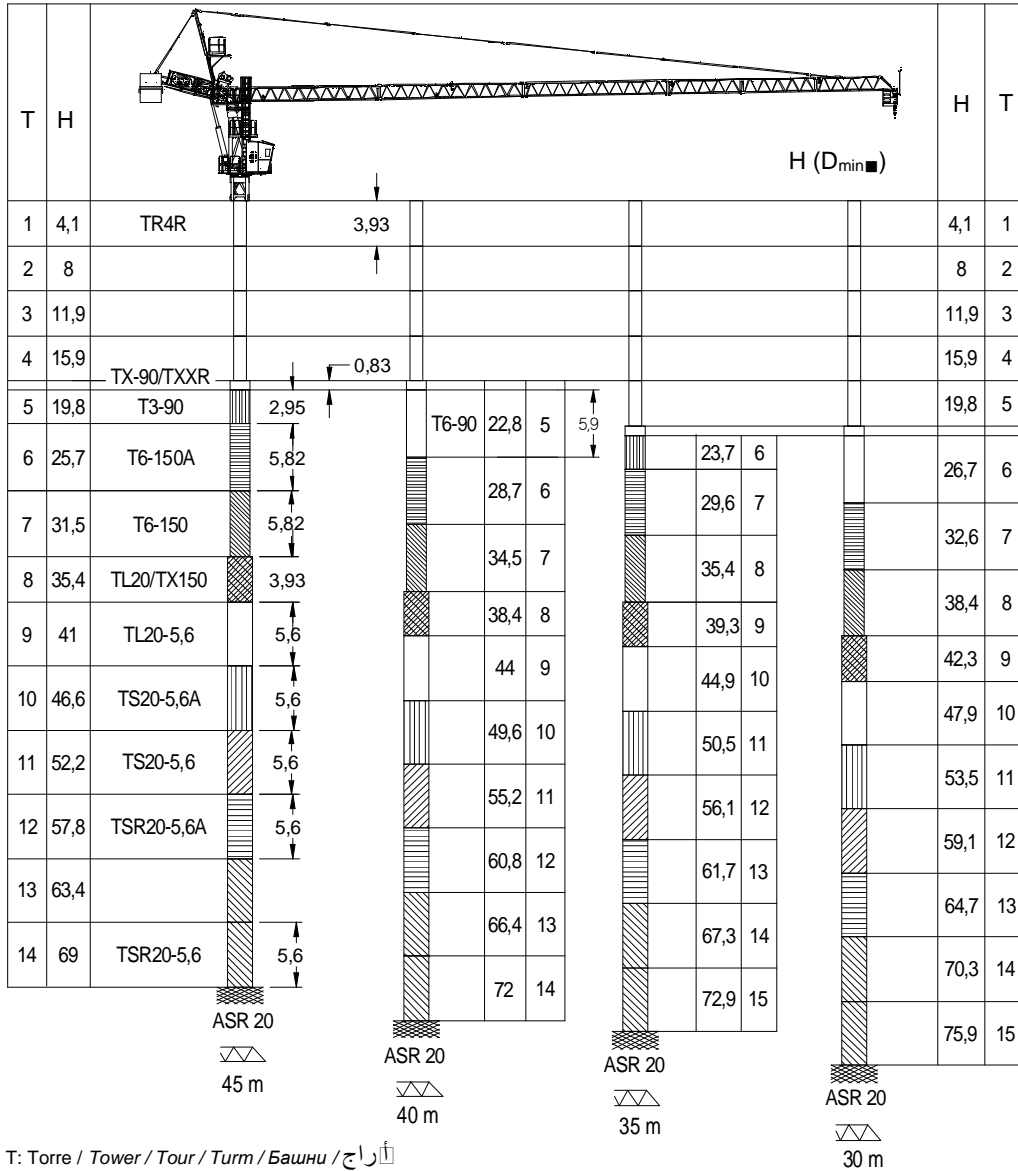 T H H T
H (Dmin■)
1 4,1 TR4R 3,93 4,1 1
2 8 8 2
3 11,9 11,9 3
4 15,9 15,9 4
TX-90/TXXR 0,83
5 19,8 T3-90 2,95 T6-90 22,8 5 5,9 19,8 5
6 25,7 T6-150A 5,82 28,7 6 23,7 6 26,7 6
7 31,5 T6-150 5,82 34,5 7 29,6 7 32,6 7
8 35,4 TL20/TX150 3,93 38,4 8 35,4 8 38,4 8
9 41 TL20-5,6 5,6 44 9 39,3 9 42,3 9
10 46,6 TS20-5,6A 5,6 49,6 10 44,9 10 47,9 10
11 52,2 TS20-5,6 5,6 55,2 11 50,5 11 53,5 11
12 57,8 TSR20-5,6A 5,6 60,8 12 56,1 12 59,1 12
13 63,4 66,4 13 61,7 13 64,7 13
14 69 TSR20-5,6 5,6 72 14 67,3 14 70,3 14
72,9 15 75,9 15
ASR 20
45 m
ASR 20
40 m
ASR 20
35 m
ASR 20
30 m
T: Torre / Tower / Tour / Turm / Башни /